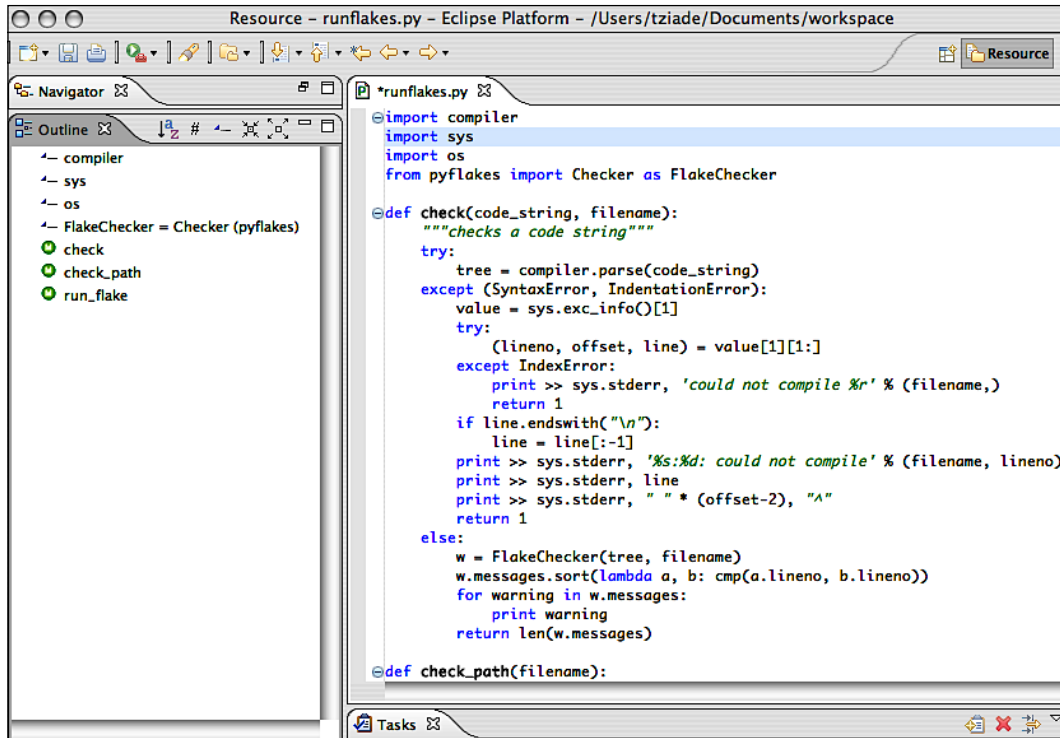 Resource – runflakes.py – Eclipse Platform – /Users/tziade/Documents/workspace
Resource
Navigator
Outline
compiler
sys
os
FlakeChecker = Checker (pyflakes)
check
check_path
run_flake
*runflakes.py
import compiler
import sys
import os
from pyflakes import Checker as FlakeChecker
def check(code_string, filename):
"""checks a code string"""
try:
tree = compiler.parse(code_string)
except (SyntaxError, IndentationError):
value = sys.exc_info()[1]
try:
(lineno, offset, line) = value[1][1:]
except IndexError:
print >> sys.stderr, 'could not compile %r' % (filename,)
return 1
if line.endswith("\n"):
line = line[:-1]
print >> sys.stderr, '%s:%d: could not compile' % (filename, lineno)
print >> sys.stderr, line
print >> sys.stderr, " " * (offset-2), "^"
return 1
else:
w = FlakeChecker(tree, filename)
w.messages.sort(lambda a, b: cmp(a.lineno, b.lineno))
for warning in w.messages:
print warning
return len(w.messages)
def check_path(filename):
Tasks